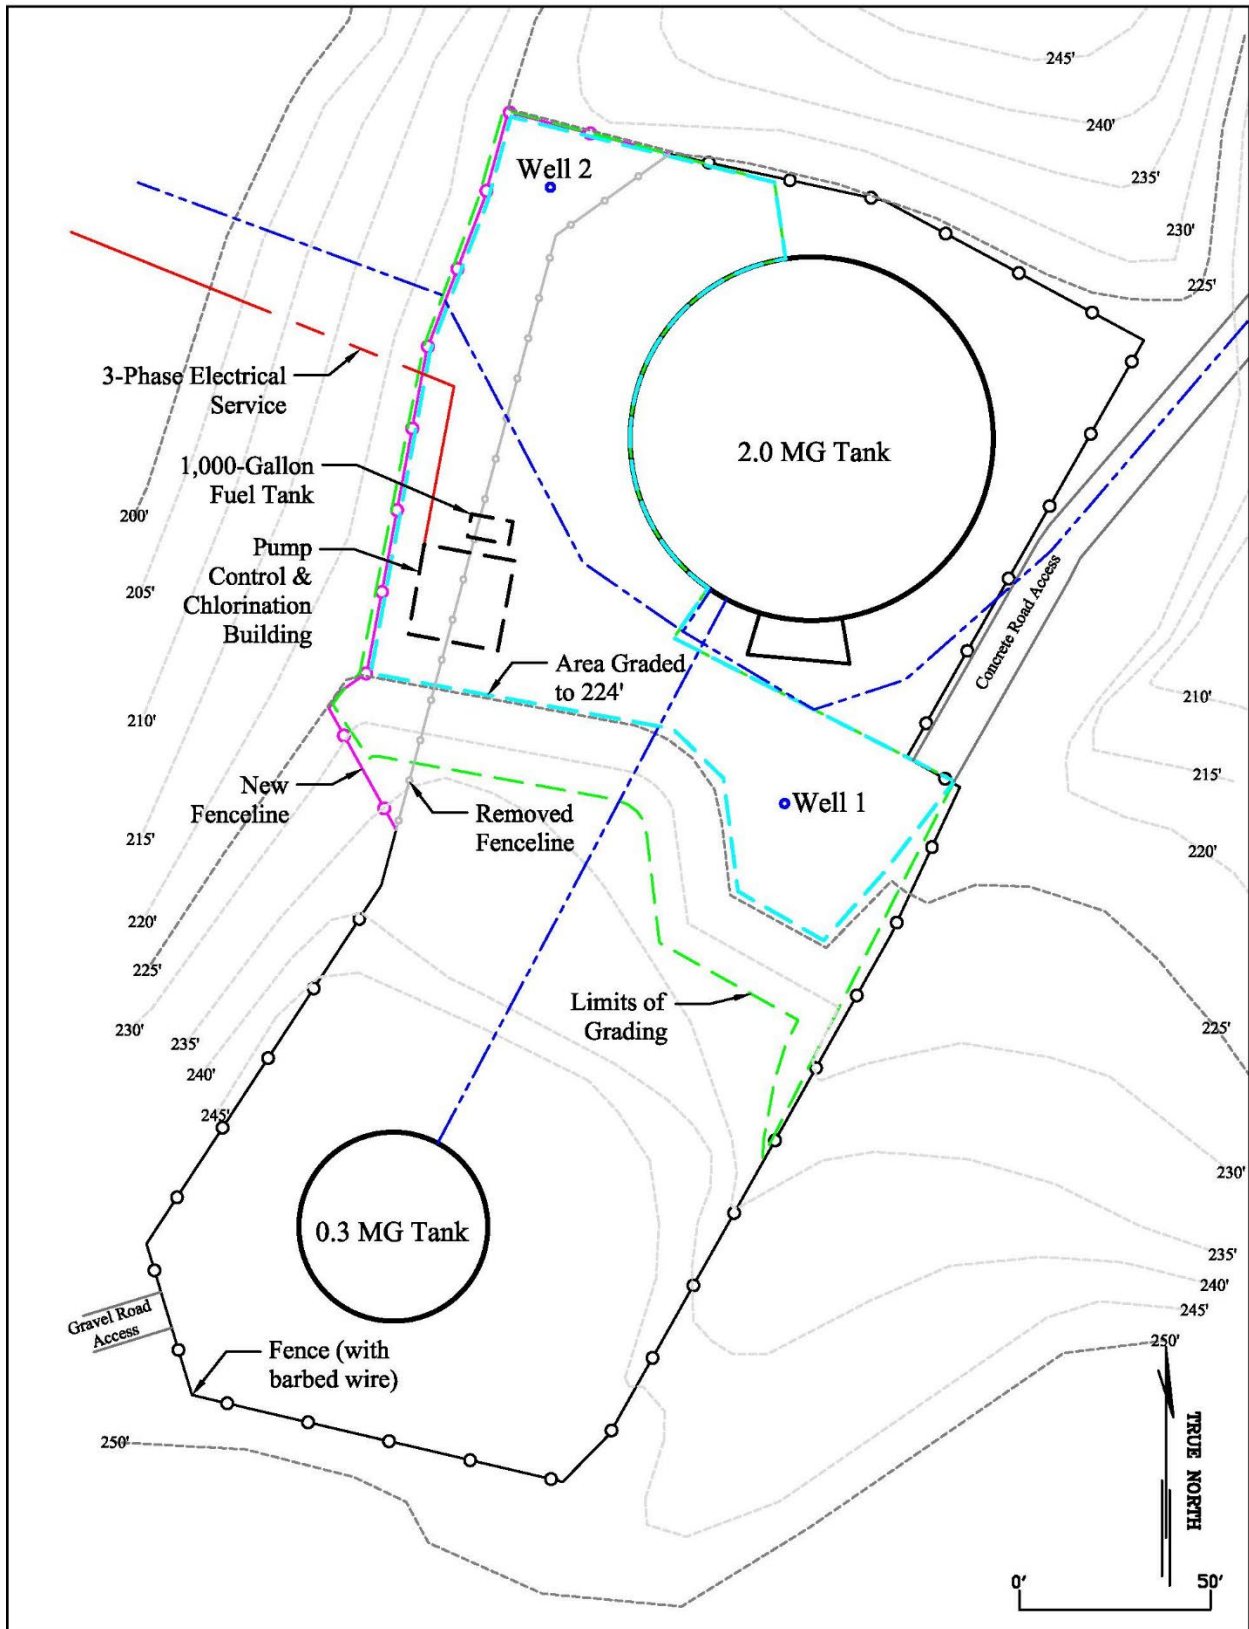 245'
240'
235'
230'
225'
Well 2
3-Phase Electrical
Service
2.0 MG Tank
1,000-Gallon
Fuel Tank
200'
Pump
Control &
Chlorination
Building
205'
Concrete Road Access
Area Graded
to 224'
210'
210'
215'
New
Fenceline
Removed
Fenceline
Well 1
215'
220'
220'
225'
230'
235'
240'
245'
Limits of
Grading
225'
230'
235'
240'
245'
250'
0.3 MG Tank
Gravel Road
Access
Fence (with
barbed wire)
250'
TRUE NORTH
0' 50'